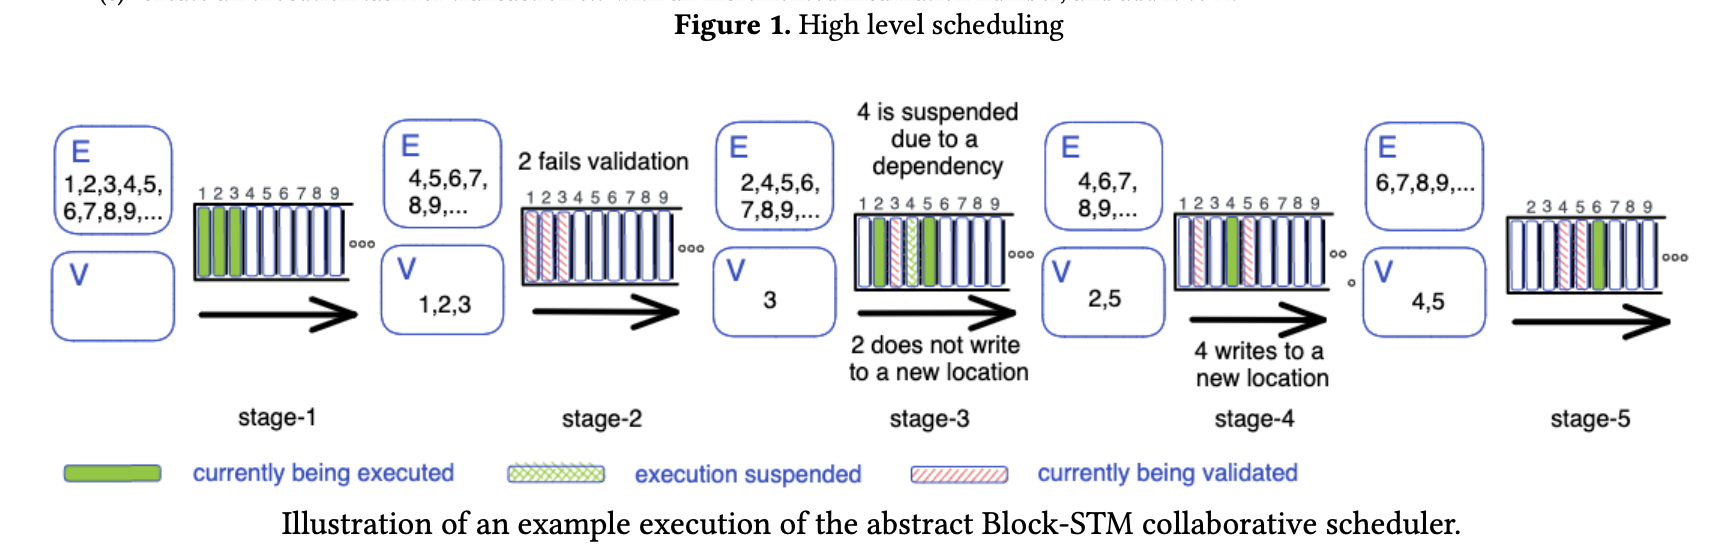 Figure 1. High level scheduling
E
1,2,3,4,5,
6,7,8,9,...
V
1 2 3 4 5 6 7 8 9
stage-1
E
4,5,6,7,
8,9,...
V
1,2,3
2 fails validation
1 2 3 4 5 6 7 8 9
stage-2
E
2,4,5,6,
7,8,9,...
V
3
4 is suspended
due to a
dependency
1 2 3 4 5 6 7 8 9
2 does not write
to a new location
stage-3
E
4,6,7,
8,9,...
V
2,5
1 2 3 4 5 6 7 8 9
4 writes to a
new location
stage-4
E
6,7,8,9,...
V
4,5
2 3 4 5 6 7 8 9
stage-5
currently being executed
execution suspended
currently being validated
Illustration of an example execution of the abstract Block-STM collaborative scheduler.